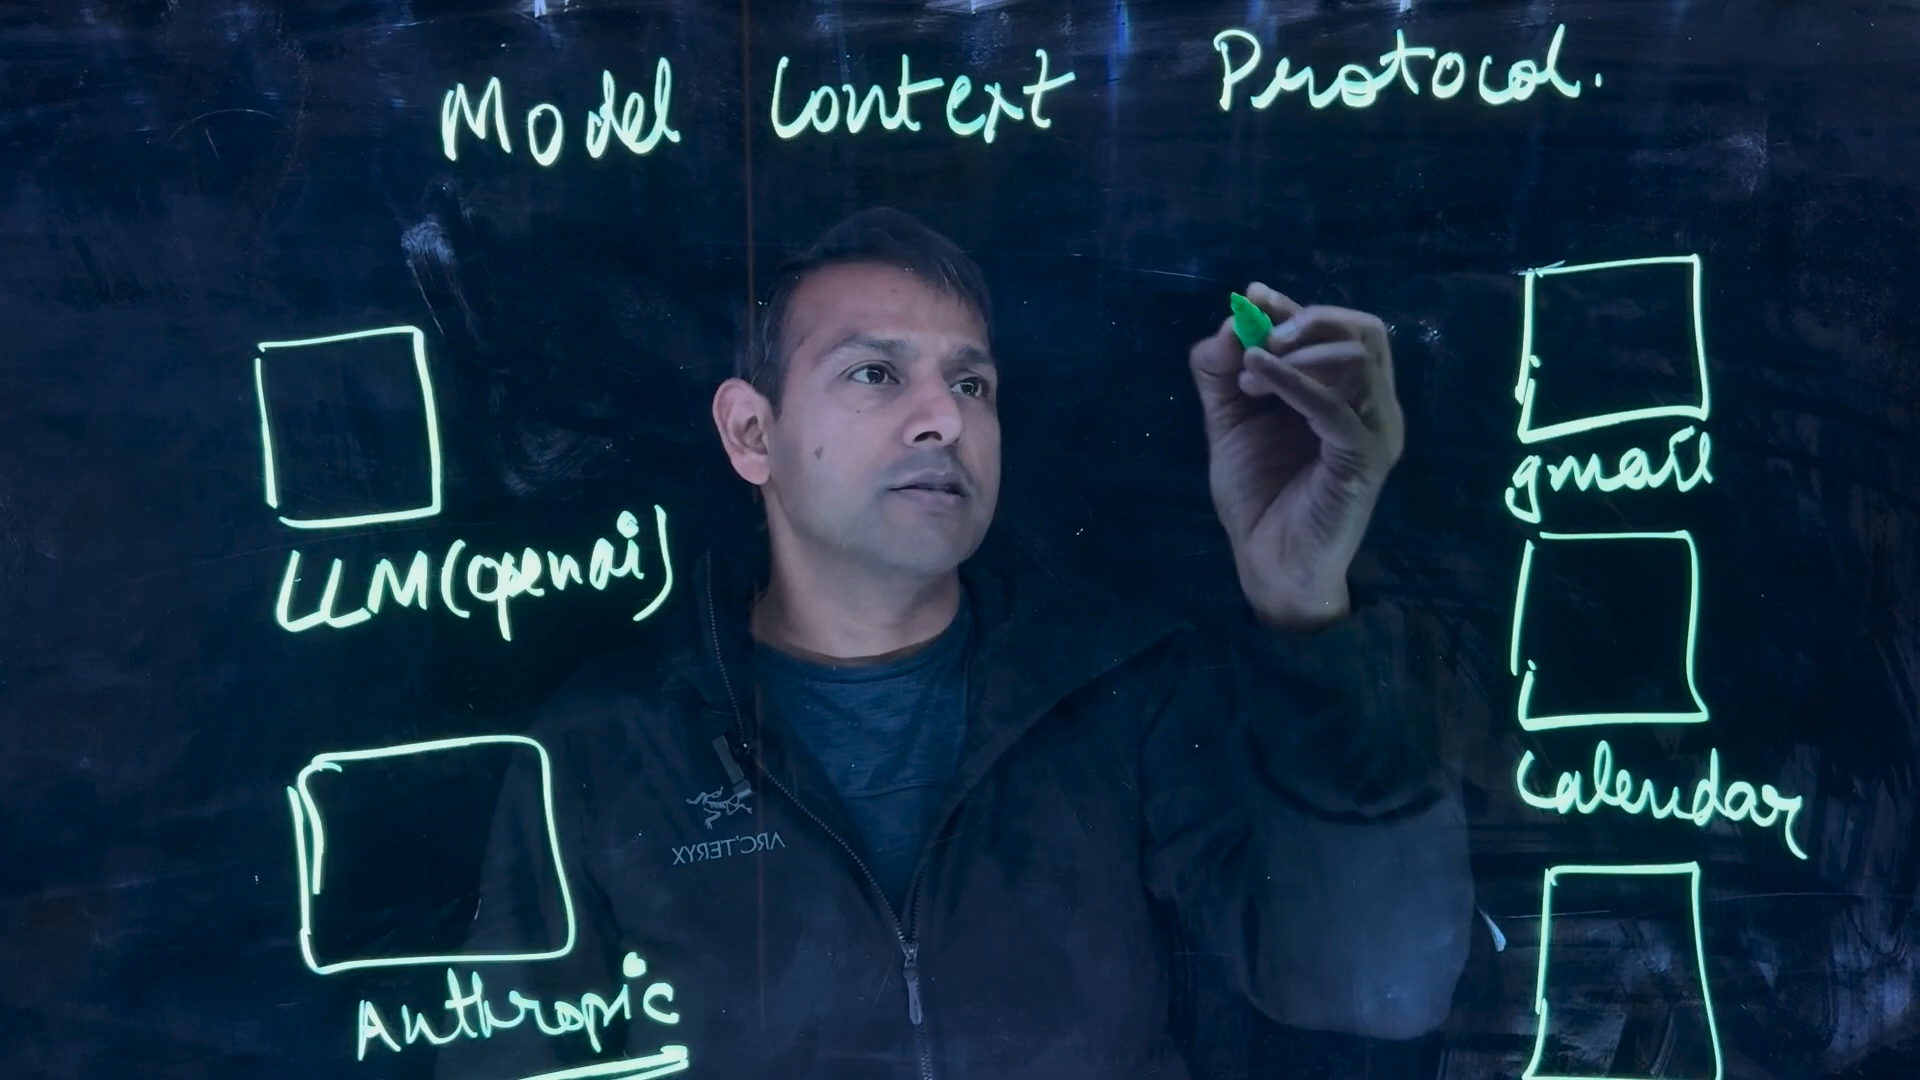 Model Context Protocol.
LLM(openai)
Anthropic
gmail
Calendar
ARC'TERYX